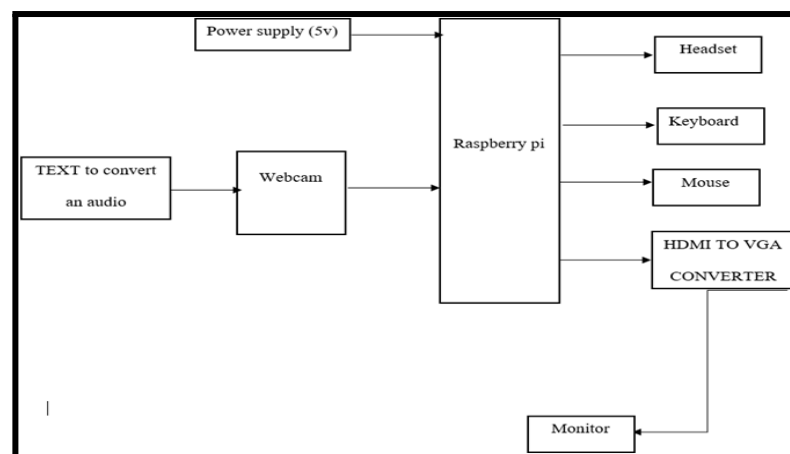 Power supply (5v)
Headset
Keyboard
Raspberry pi
TEXT to convert
an audio
Webcam
Mouse
HDMI TO VGA
CONVERTER
Monitor